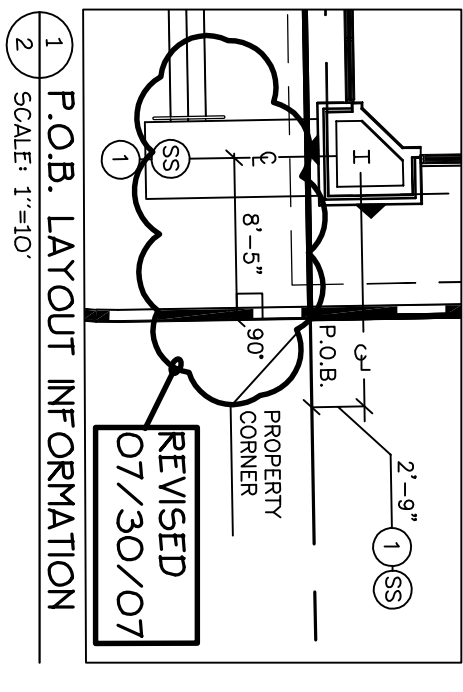 2'-9"
1
SS
C
L
P.O.B.
H
C
L
8'-5"
90°
SS
1
PROPERTY
CORNER
REVISED
07/30/07
1
2
P.O.B. LAYOUT INFORMATION
SCALE: 1"=10'